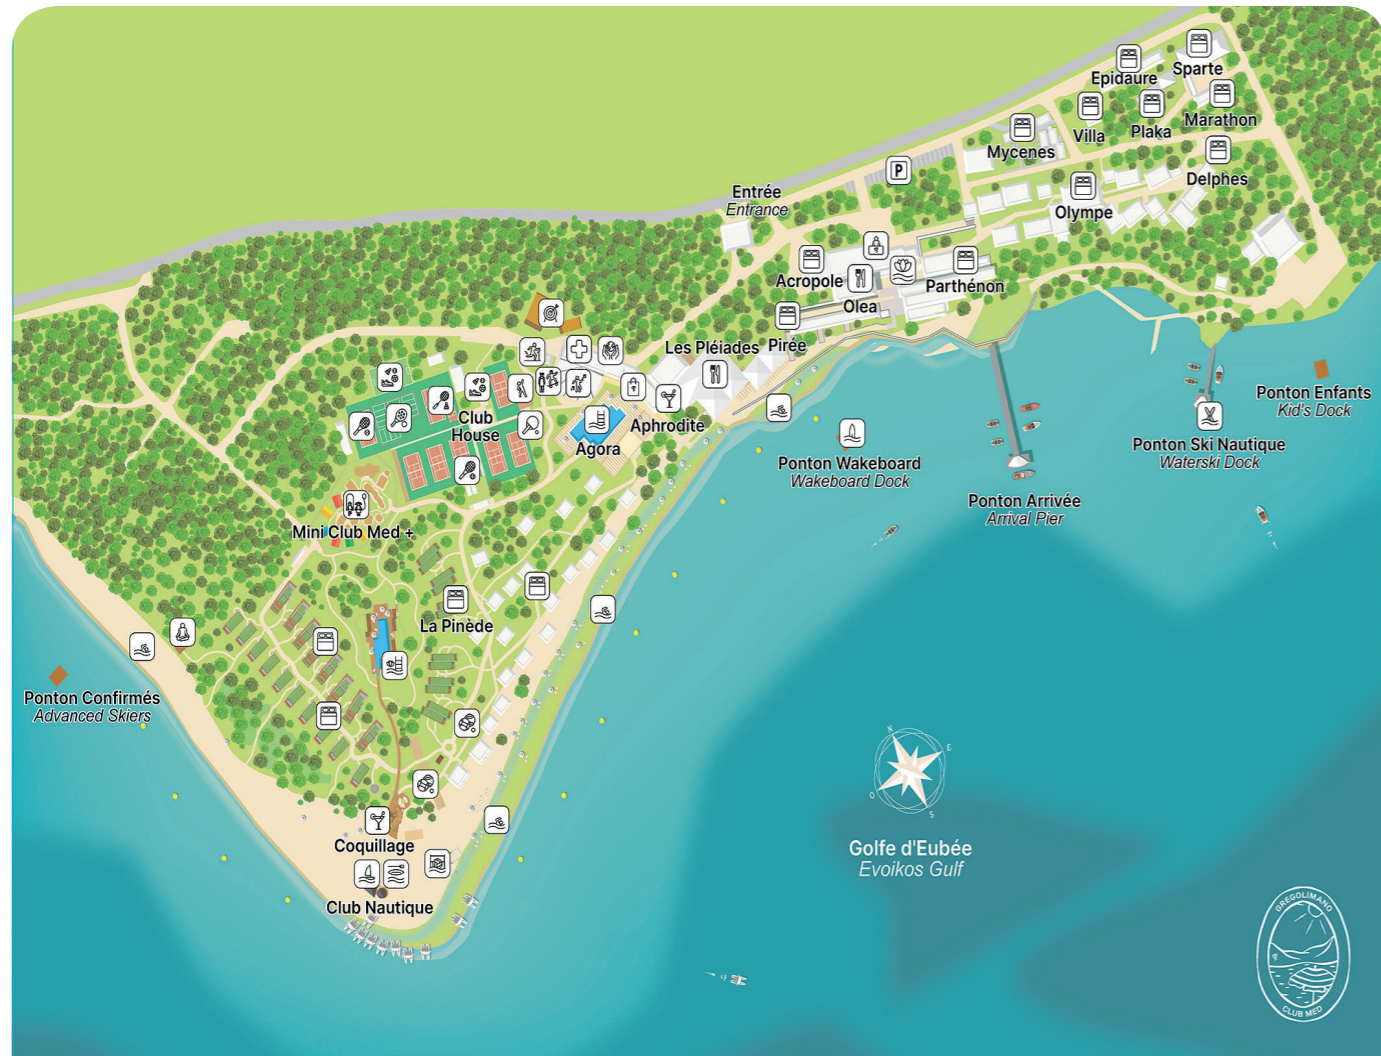 Epidaure
Sparte
Villa
Plaka
Marathon
Mycenes
Delphes
P
Entrée
Entrance
Olympe
Acropole
Olea
Parthénon
Les Pléiades
Pirée
Club
House
Aphrodite
Agora
Ponton Enfants
Kid's Dock
Ponton Ski Nautique
Waterski Dock
Ponton Wakeboard
Wakeboard Dock
Ponton Arrivée
Arrival Pier
Mini Club Med +
La Pinède
Ponton Confirmés
Advanced Skiers
N
E
O
S
Coquillage
Golfe d'Eubée
Evoikos Gulf
Club Nautique
GREGOLIMANO
CLUB MED